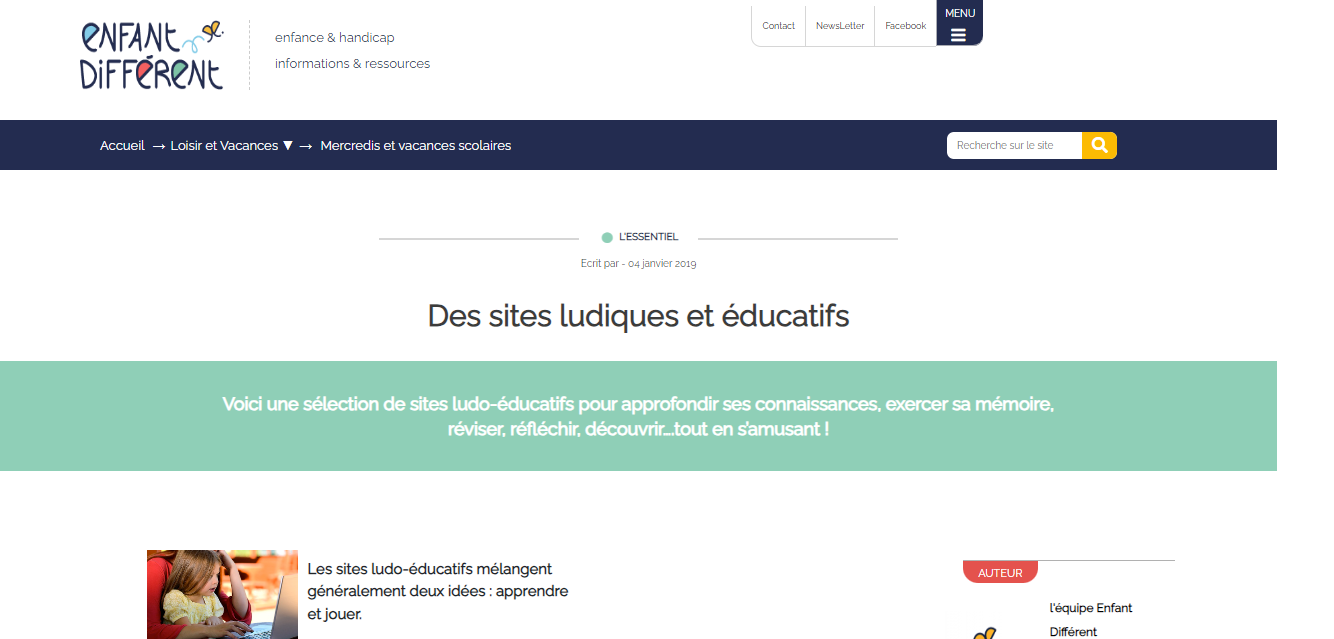 ENFANT
DIFFÉRENT
enfance & handicap
informations & ressources
Contact
NewsLetter
Facebook
MENU
Accueil → Loisir et Vacances ▼ → Mercredis et vacances scolaires
Recherche sur le site
L'ESSENTIEL
Ecrit par - 04 janvier 2019
Des sites ludiques et éducatifs
Voici une sélection de sites ludo-éducatifs pour approfondir ses connaissances, exercer sa mémoire,
réviser, réfléchir, découvrir...tout en s'amusant !
Les sites ludo-éducatifs mélangent
généralement deux idées : apprendre
et jouer.
AUTEUR
l'équipe Enfant
Différent